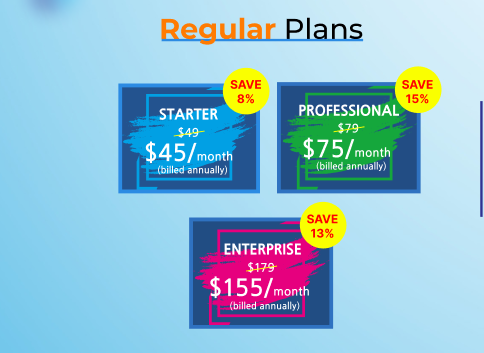 Regular Plans
SAVE
8%
STARTER
$49
$45/month
(billed annually)
SAVE
15%
PROFESSIONAL
$79
$75/month
(billed annually)
SAVE
13%
ENTERPRISE
$179
$155/month
(billed annually)